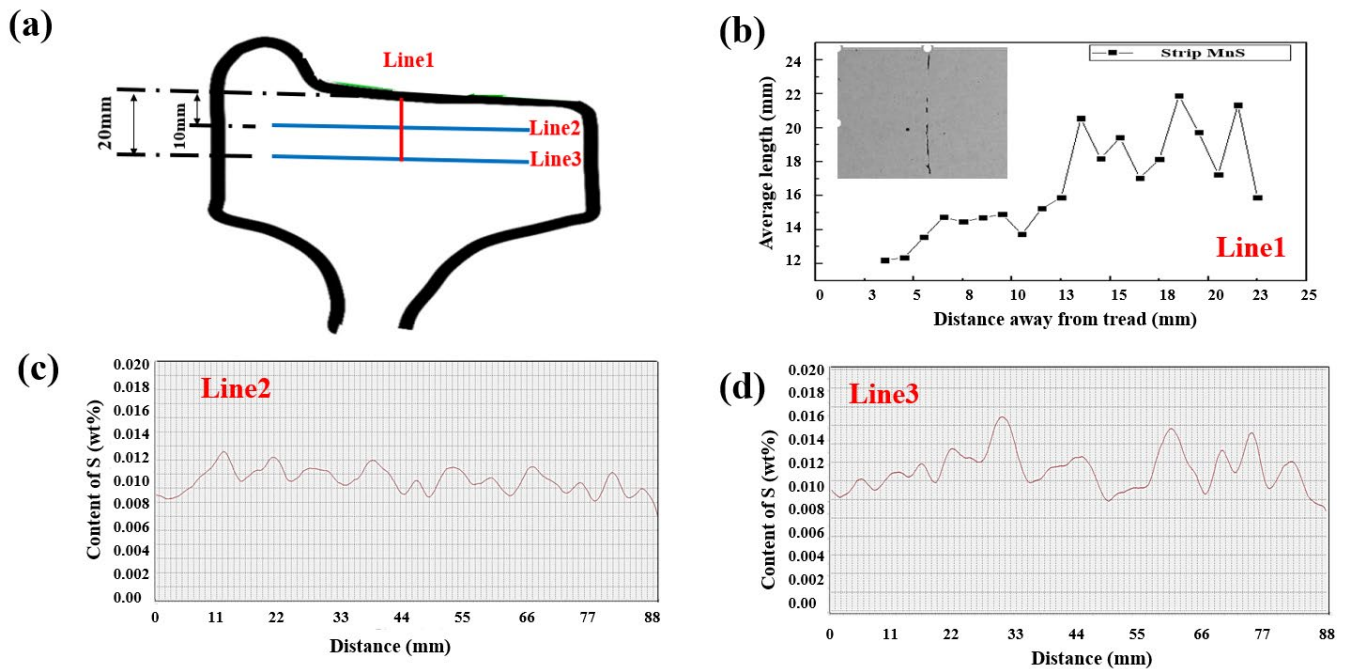 (a)
Line1
20mm
10mm
Line2
Line3
(b)
Strip MnS
24
22
20
18
16
14
12
Average length (mm)
Line1
0 3 5 8 10 13 15 18 20 23 25
Distance away from tread (mm)
(c)
Line2
0.020
0.018
0.016
0.014
0.012
0.010
0.008
0.006
0.004
0.002
0.00
Content of S (wt%)
0 11 22 33 44 55 66 77 88
Distance (mm)
(d)
Line3
0.020
0.018
0.016
0.014
0.012
0.010
0.008
0.006
0.004
0.002
0.00
Content of S (wt%)
0 11 22 33 44 55 66 77 88
Distance (mm)